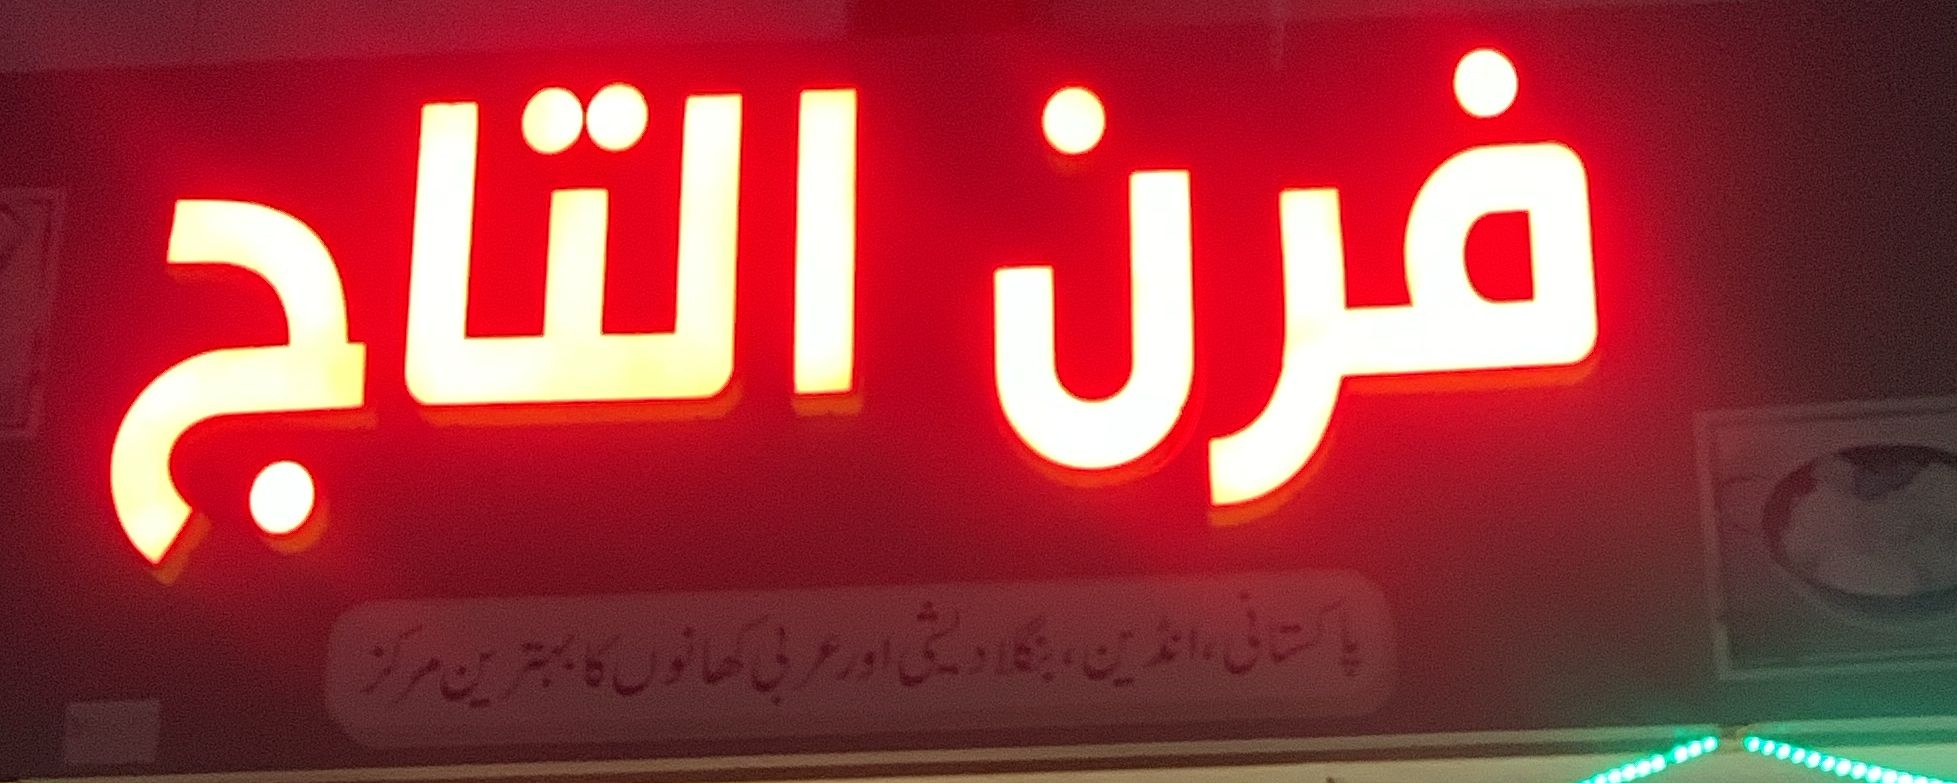 فرن التاج
پاکستانی، انڈین، بنگلادیشی اور عربی کھانوں کا بہترین مرکز